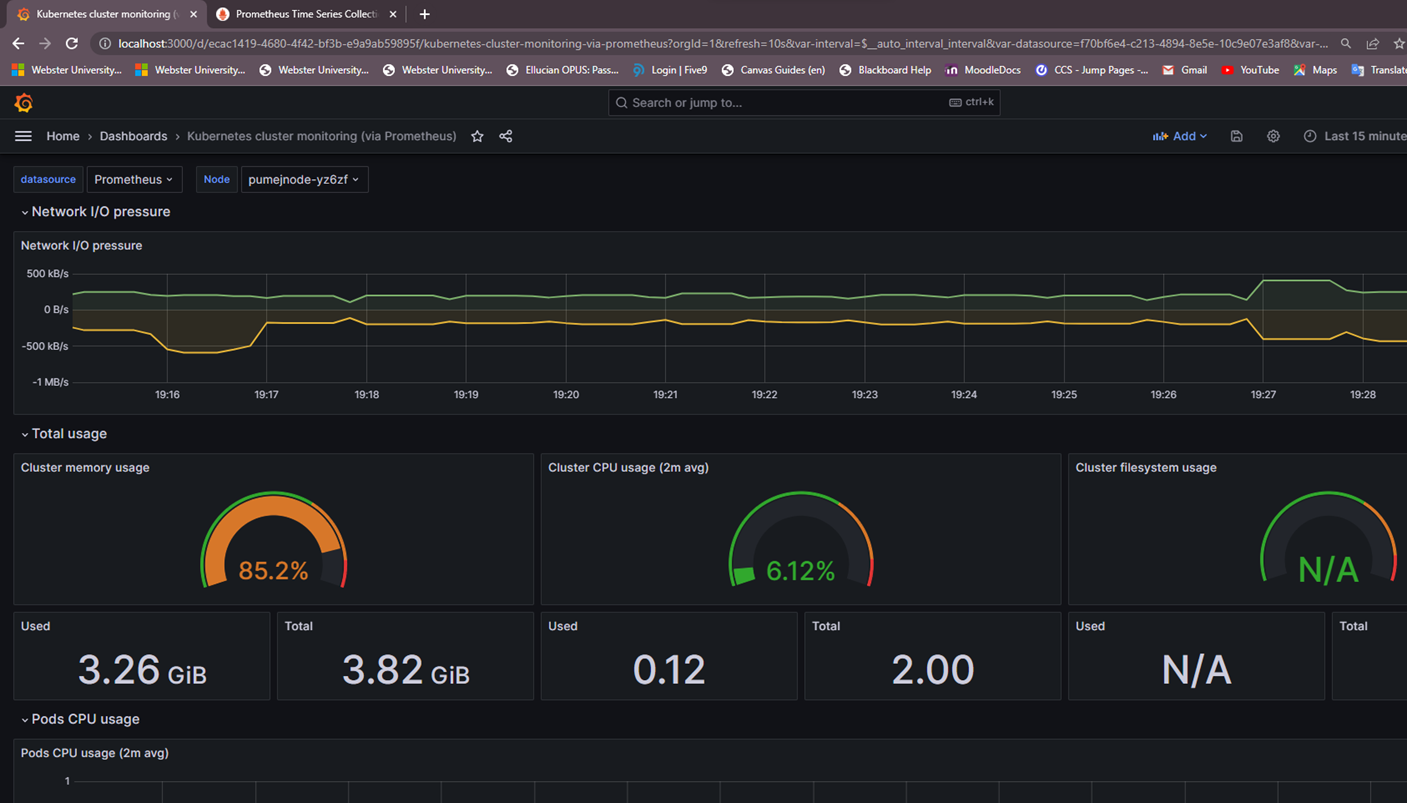 Kubernetes cluster monitoring (v
Prometheus Time Series Collecti
localhost:3000/d/ecac1419-4680-4f42-bf3b-e9a9ab59895f/kubernetes-cluster-monitoring-via-prometheus?orgId=1&refresh=10s&var-interval=$__auto_interval_interval&var-datasource=f70bf6e4-c213-4894-8e5e-10c9e07e3af8&var-...
Webster University... Webster University... Webster University... Webster University... Ellucian OPUS: Pass... Login | Five9 Canvas Guides (en) Blackboard Help MoodleDocs CCS - Jump Pages -... Gmail YouTube Maps Translate
Search or jump to... ctrl+k
Home › Dashboards › Kubernetes cluster monitoring (via Prometheus) Add Last 15 minute
datasource Prometheus Node pumejnode-yz6zf
Network I/O pressure
Network I/O pressure
500 kB/s
0 B/s
-500 kB/s
-1 MB/s
19:16 19:17 19:18 19:19 19:20 19:21 19:22 19:23 19:24 19:25 19:26 19:27 19:28
Total usage
Cluster memory usage Cluster CPU usage (2m avg) Cluster filesystem usage
85.2% 6.12% N/A
Used Total Used Total Used Total
3.26 GiB 3.82 GiB 0.12 2.00 N/A
Pods CPU usage
Pods CPU usage (2m avg)
1